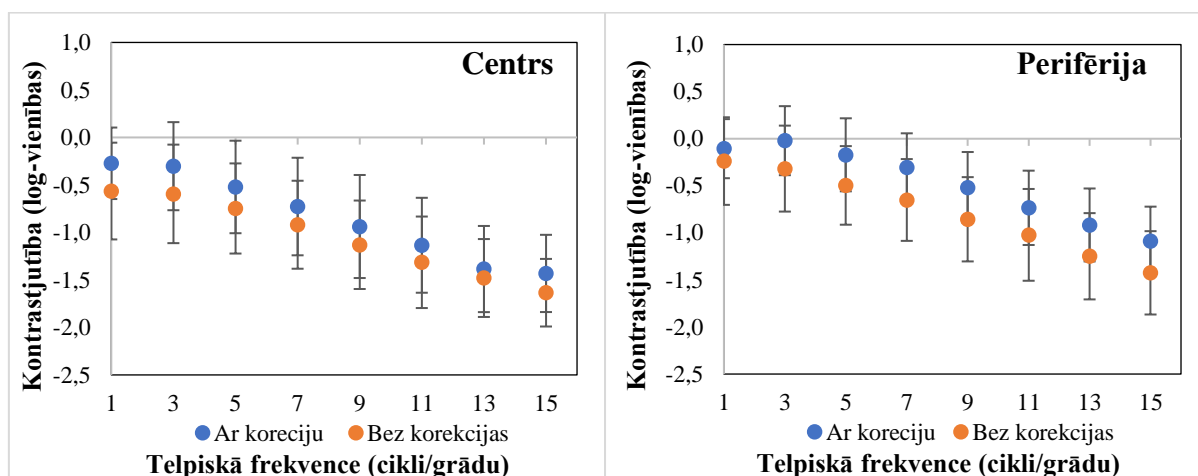 Centrs
Kontrastjutība (log-vienības)
1,0
0,5
0,0
-0,5
-1,0
-1,5
-2,0
-2,5
1 3 5 7 9 11 13 15
Ar koreciju Bez korekcijas
Telpiskā frekvence (cikli/grādu)
Perifērija
Kontrastjutība (log-vienības)
1,0
0,5
0,0
-0,5
-1,0
-1,5
-2,0
-2,5
1 3 5 7 9 11 13 15
Ar koreciju Bez korekcijas
Telpiskā frekvence (cikli/grādu)